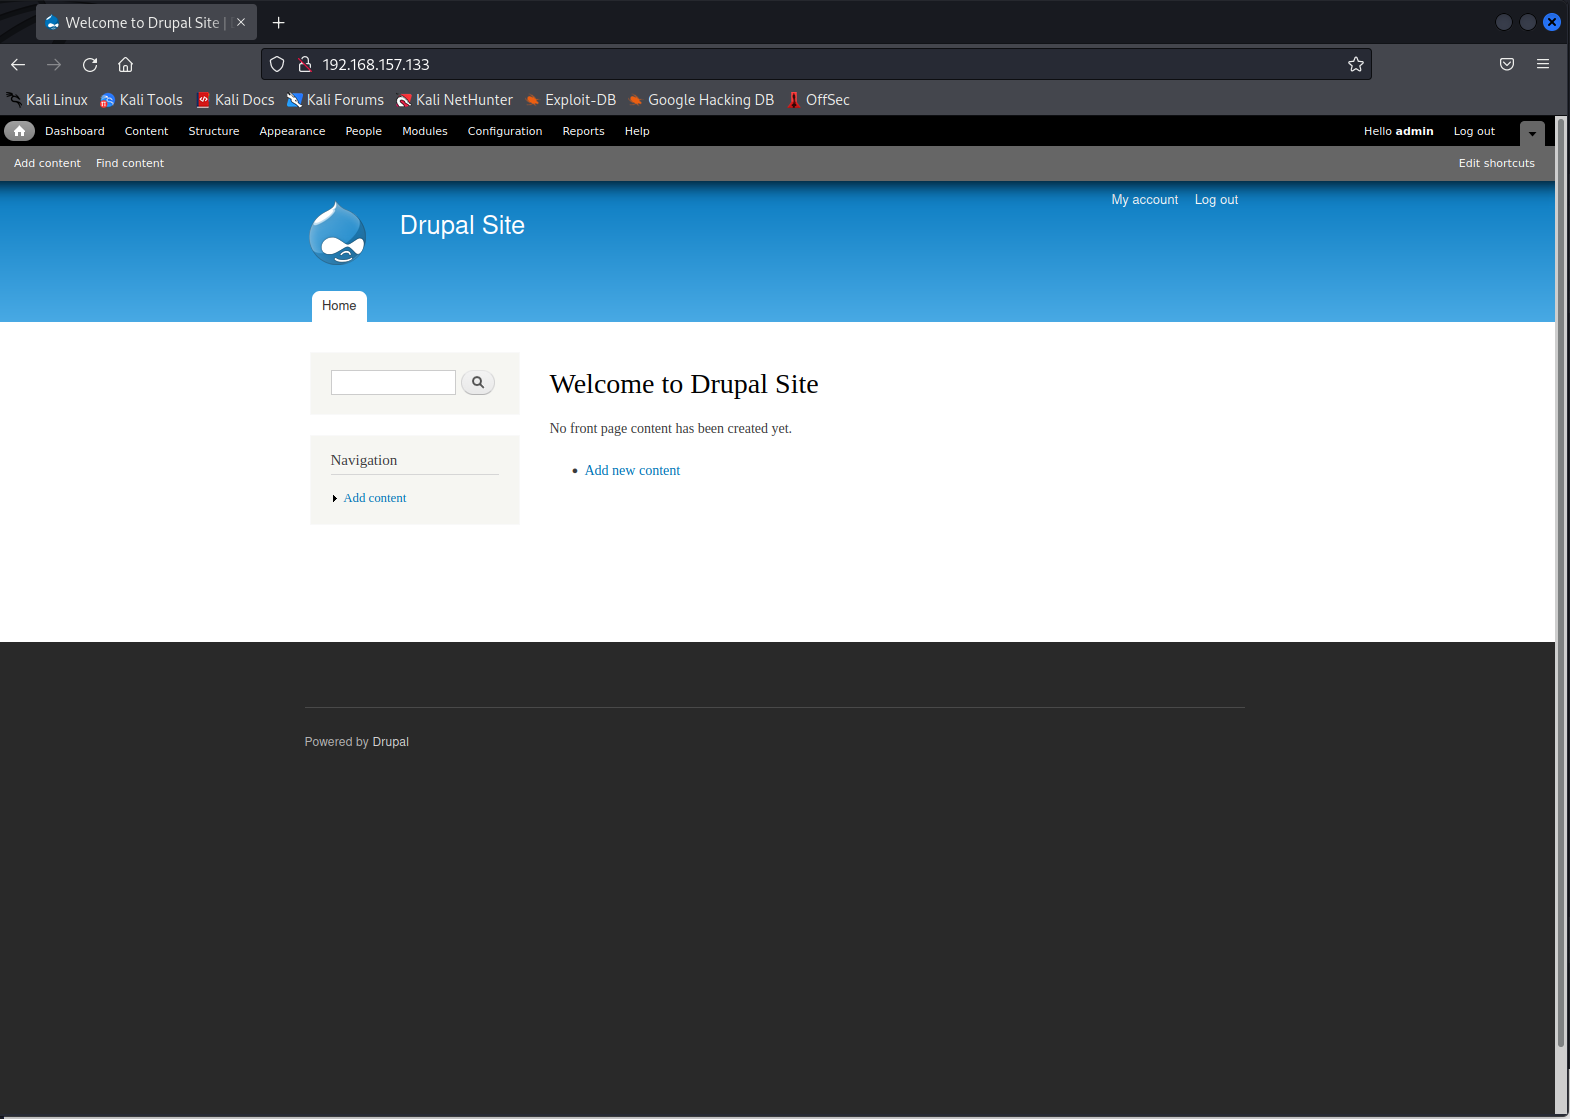 Welcome to Drupal Site |
192.168.157.133
Kali Linux Kali Tools Kali Docs Kali Forums Kali NetHunter Exploit-DB Google Hacking DB OffSec
Dashboard Content Structure Appearance People Modules Configuration Reports Help Hello admin Log out
Add content Find content Edit shortcuts
My account Log out
Drupal Site
Home
Welcome to Drupal Site
No front page content has been created yet.
Navigation
Add new content
Add content
Powered by Drupal